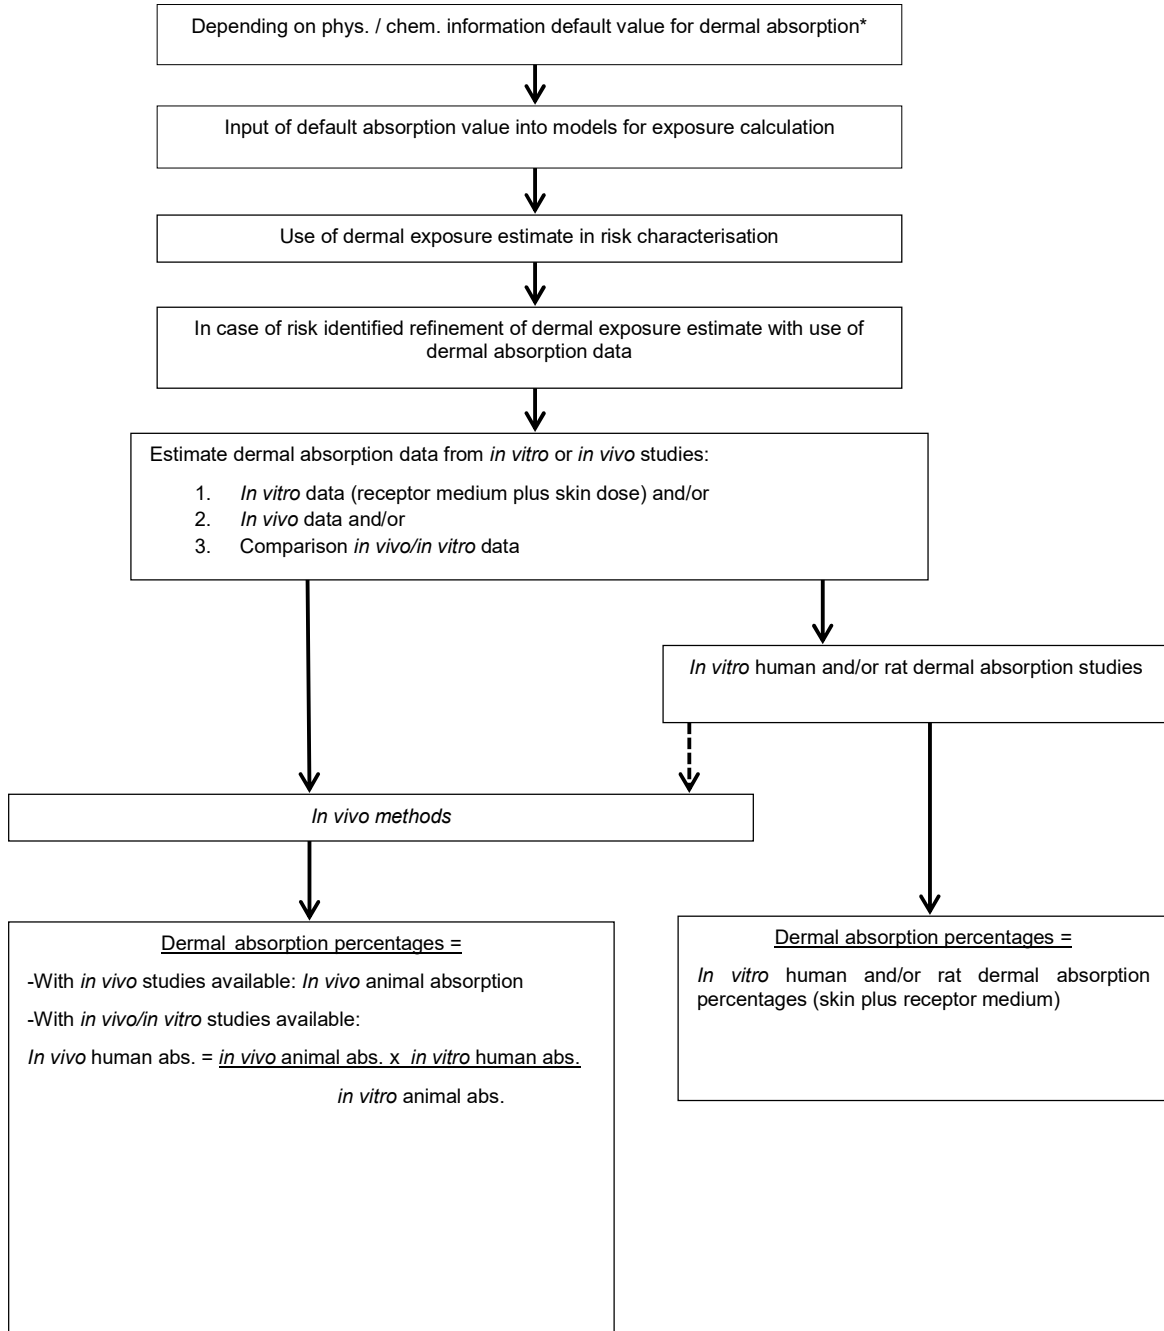 Depending on phys. / chem. information default value for dermal absorption*
Input of default absorption value into models for exposure calculation
Use of dermal exposure estimate in risk characterisation
In case of risk identified refinement of dermal exposure estimate with use of
dermal absorption data
Estimate dermal absorption data from in vitro or in vivo studies:
1. In vitro data (receptor medium plus skin dose) and/or
2. In vivo data and/or
3. Comparison in vivo/in vitro data
In vitro human and/or rat dermal absorption studies
In vivo methods
Dermal absorption percentages =
-With in vivo studies available: In vivo animal absorption
-With in vivo/in vitro studies available:
In vivo human abs. = in vivo animal abs. x in vitro human abs.
in vitro animal abs.
Dermal absorption percentages =
In vitro human and/or rat dermal absorption
percentages (skin plus receptor medium)